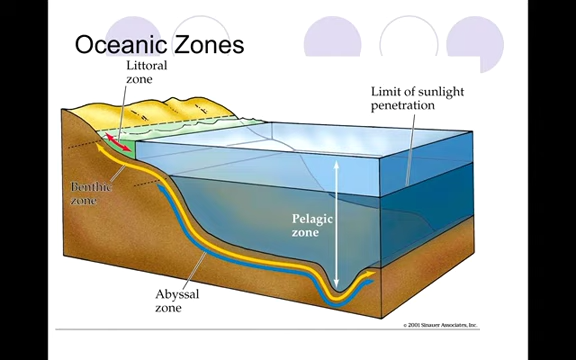 Oceanic Zones
Littoral
zone
Limit of sunlight
penetration
Benthic
zone
Pelagic
zone
Abyssal
zone
© 2001 Sinauer Associates, Inc.